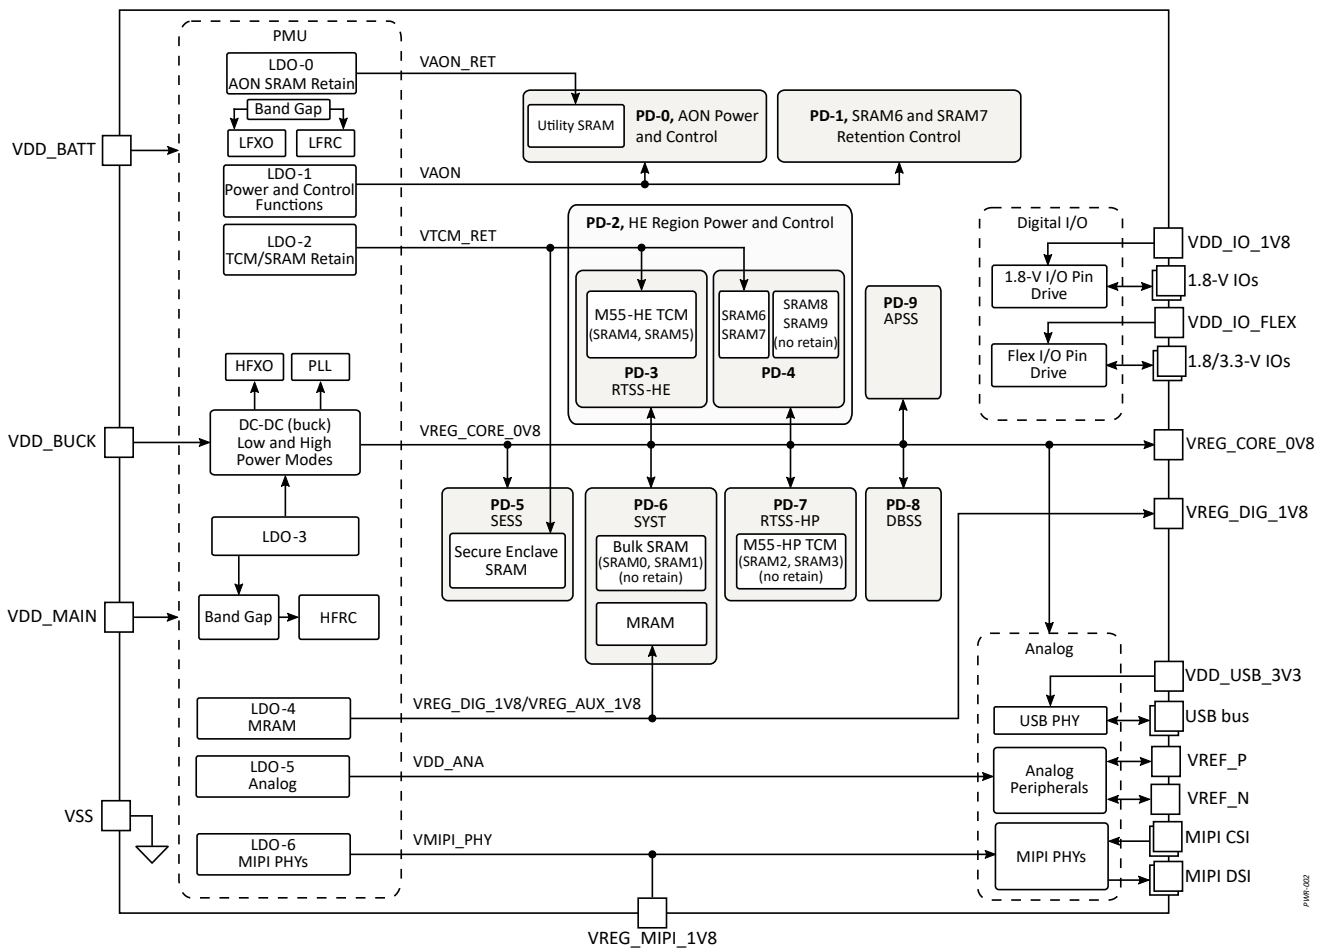 PMU
LDO-0
AON SRAM Retain
Band Gap
LFXO
LFRC
LDO-1
Power and Control
Functions
LDO-2
TCM/SRAM Retain
HFXO
PLL
DC-DC (buck)
Low and High
Power Modes
LDO-3
Band Gap
HFRC
LDO-4
MRAM
LDO-5
Analog
LDO-6
MIPI PHYs
VDD_BATT
VDD_BUCK
VDD_MAIN
VSS
VAON_RET
VAON
VTCM_RET
VREG_CORE_0V8
VREG_DIG_1V8/VREG_AUX_1V8
VDD_ANA
VMIPI_PHY
VREG_MIPI_1V8
Utility SRAM
PD-0, AON Power
and Control
PD-1, SRAM6 and SRAM7
Retention Control
PD-2, HE Region Power and Control
M55-HE TCM
(SRAM4, SRAM5)
PD-3
RTSS-HE
SRAM6
SRAM7
SRAM8
SRAM9
(no retain)
PD-4
PD-9
APSS
PD-5
SESS
Secure Enclave
SRAM
PD-6
SYST
Bulk SRAM
(SRAM0, SRAM1)
(no retain)
MRAM
PD-7
RTSS-HP
M55-HP TCM
(SRAM2, SRAM3)
(no retain)
PD-8
DBSS
Digital I/O
1.8-V I/O Pin
Drive
Flex I/O Pin
Drive
Analog
USB PHY
Analog
Peripherals
MIPI PHYs
VDD_IO_1V8
1.8-V IOs
VDD_IO_FLEX
1.8/3.3-V IOs
VREG_CORE_0V8
VREG_DIG_1V8
VDD_USB_3V3
USB bus
VREF_P
VREF_N
MIPI CSI
MIPI DSI
PWR-002